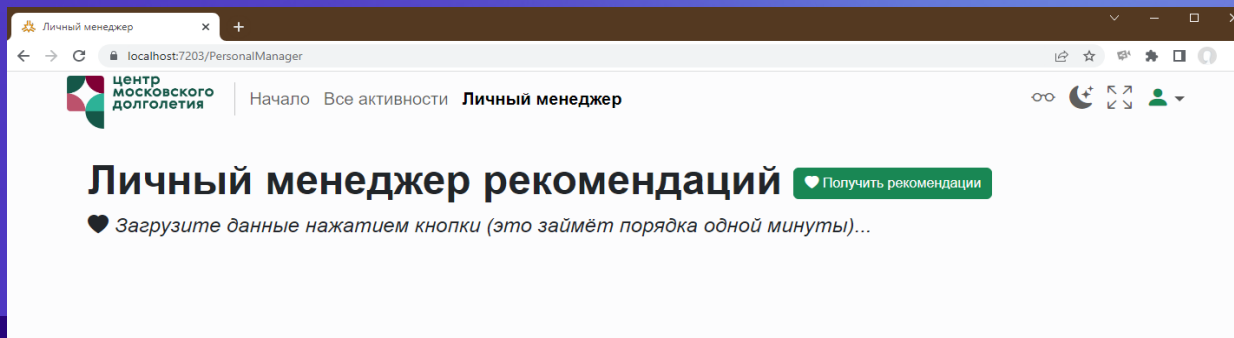 Личный менеджер
localhost:7203/PersonalManager
центр
московского
долголетия
Начало Все активности Личный менеджер
Личный менеджер рекомендаций Получить рекомендации
Загрузите данные нажатием кнопки (это займёт порядка одной минуты)...